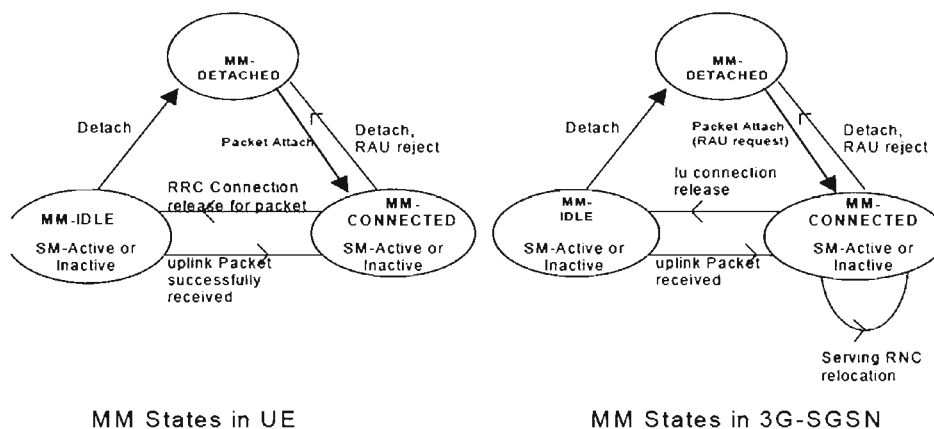 MM-
DETACHED
Detach
Packet Attach
Detach,
RAU reject
RRC Connection
release for packet
MM-IDLE
SM-Active or
Inactive
MM-
CONNECTED
SM-Active or
Inactive
uplink Packet
successfully
received
MM States in UE
MM-
DETACHED
Detach
Packet Attach
(RAU request)
Detach,
RAU reject
Iu connection
release
MM-
IDLE
SM-Active or
Inactive
MM-
CONNECTED
SM-Active or
Inactive
uplink Packet
received
Serving RNC
relocation
MM States in 3G-SGSN